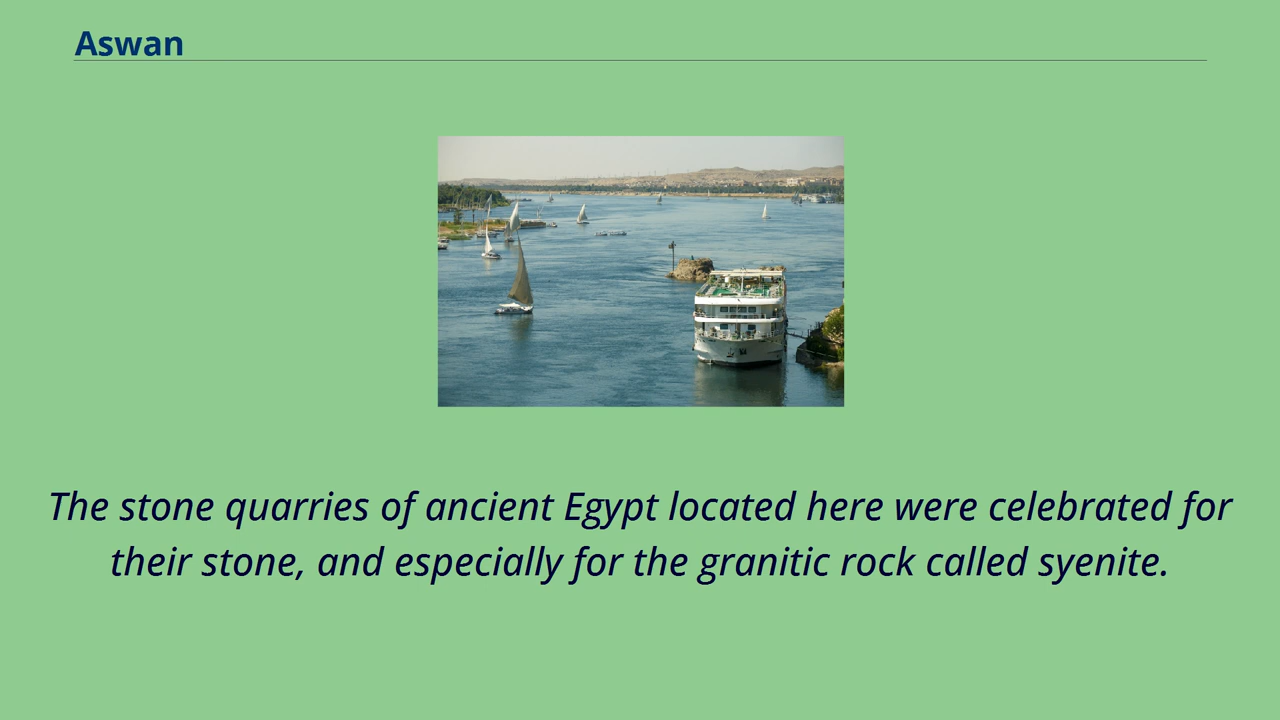 Aswan
The stone quarries of ancient Egypt located here were celebrated for
their stone, and especially for the granitic rock called syenite.